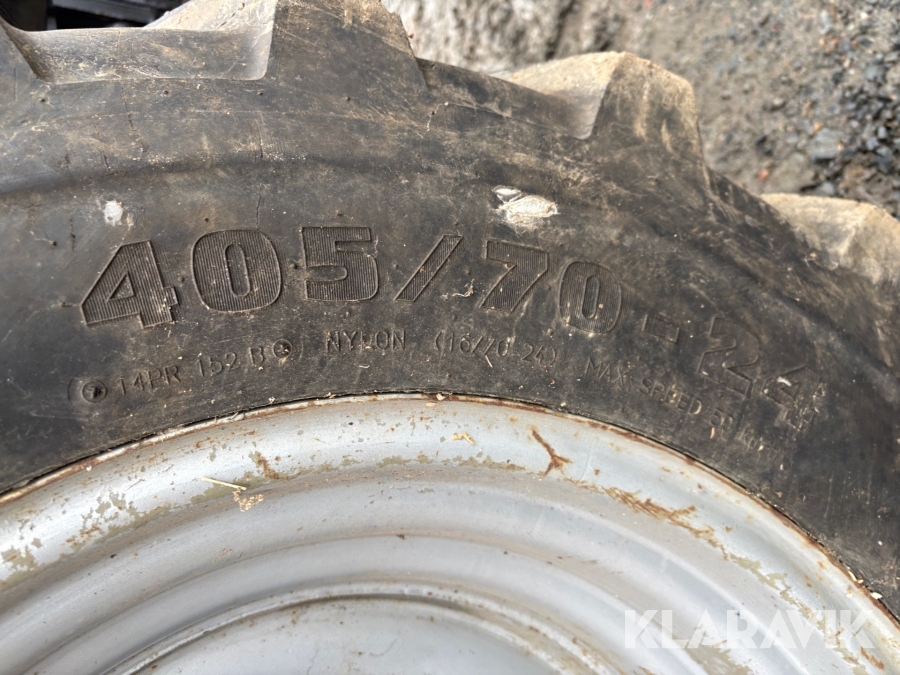 405/70-24
14PR 152 B NYLON (16/70 24) MAX SPEED
KLARAVIK